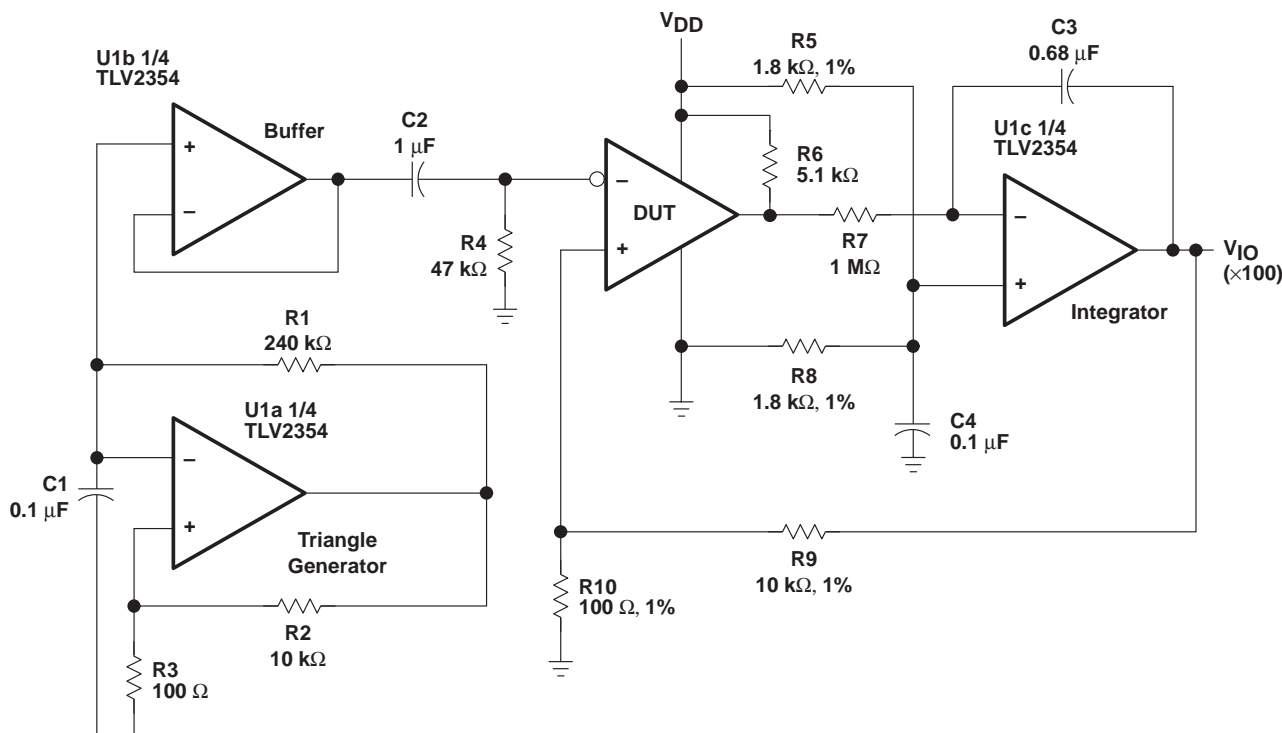 U1b 1/4
TLV2354
Buffer
+
−
C2
1 μF
R4
47 kΩ
VDD
R5
1.8 kΩ, 1%
R6
5.1 kΩ
−
DUT
+
R7
1 MΩ
C3
0.68 μF
U1c 1/4
TLV2354
−
+
Integrator
VIO
(×100)
R8
1.8 kΩ, 1%
C4
0.1 μF
R1
240 kΩ
U1a 1/4
TLV2354
−
+
C1
0.1 μF
Triangle
Generator
R2
10 kΩ
R3
100 Ω
R9
10 kΩ, 1%
R10
100 Ω, 1%